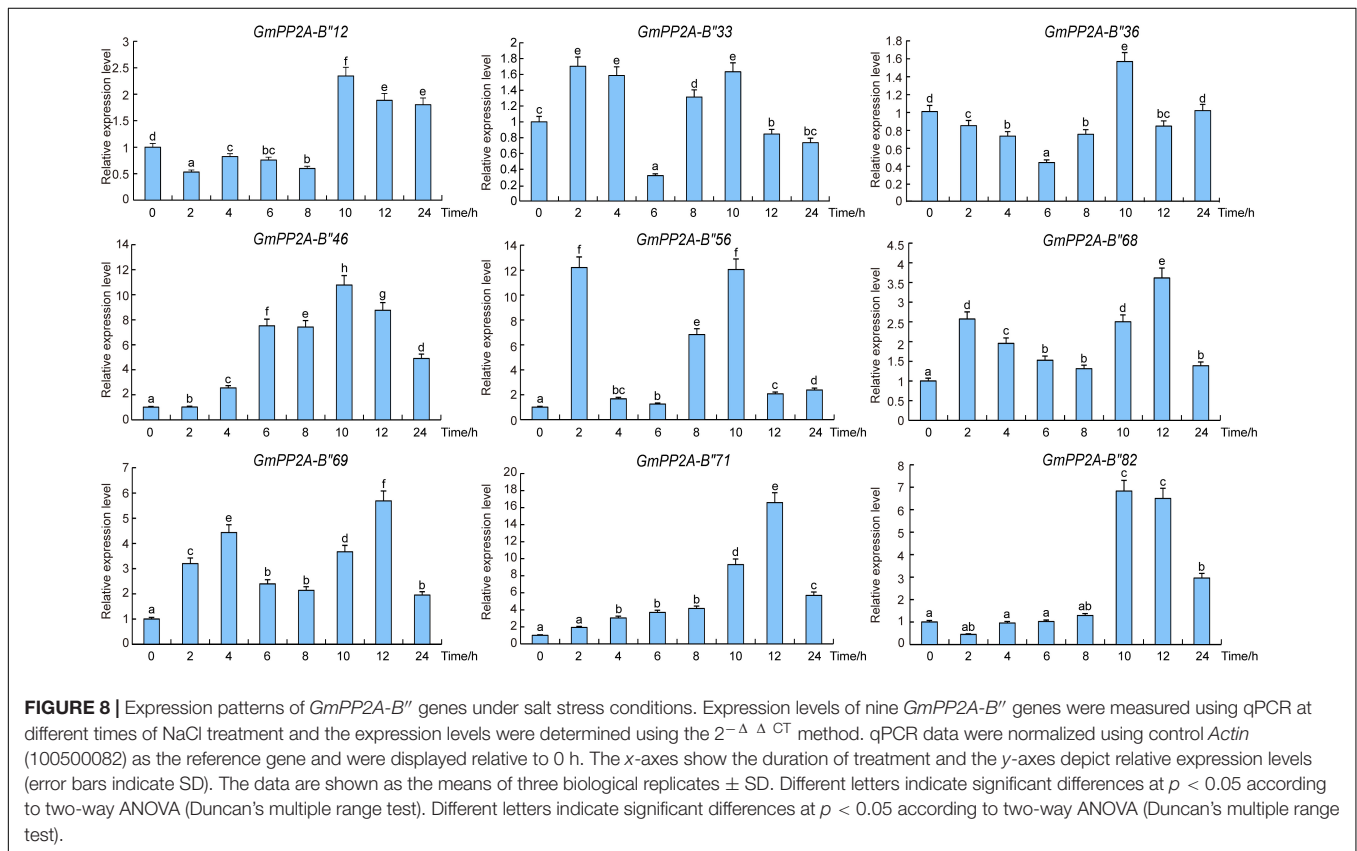 GmPP2A-B"12
GmPP2A-B"33
GmPP2A-B"36
Relative expression level
3
2.5
2
1.5
1
0.5
0
d
a
c
bc
b
f
e
e
0 2 4 6 8 10 12 24 Time/h
Relative expression level
2
1.8
1.6
1.4
1.2
1
0.8
0.6
0.4
0.2
0
c
e
e
a
d
e
b
bc
0 2 4 6 8 10 12 24 Time/h
Relative expression level
1.8
1.6
1.4
1.2
1
0.8
0.6
0.4
0.2
0
d
c
b
a
b
e
bc
d
0 2 4 6 8 10 12 24 Time/h
GmPP2A-B"46
GmPP2A-B"56
GmPP2A-B"68
Relative expression level
14
12
10
8
6
4
2
0
a
b
c
f
e
h
g
d
0 2 4 6 8 10 12 24 Time/h
Relative expression level
14
12
10
8
6
4
2
0
a
f
bc
b
e
f
c
d
0 2 4 6 8 10 12 24 Time/h
Relative expression level
4.5
4
3.5
3
2.5
2
1.5
1
0.5
0
a
d
c
b
b
d
e
b
0 2 4 6 8 10 12 24 Time/h
GmPP2A-B"69
GmPP2A-B"71
GmPP2A-B"82
Relative expression level
7
6
5
4
3
2
1
0
a
c
e
b
b
d
f
b
0 2 4 6 8 10 12 24 Time/h
Relative expression level
20
18
16
14
12
10
8
6
4
2
0
a
a
b
b
b
d
e
c
0 2 4 6 8 10 12 24 Time/h
Relative expression level
8
7
6
5
4
3
2
1
0
a
ab
a
a
ab
c
c
b
0 2 4 6 8 10 12 24 Time/h
FIGURE 8 | Expression patterns of GmPP2A-B″ genes under salt stress conditions. Expression levels of nine GmPP2A-B″ genes were measured using qPCR at
different times of NaCl treatment and the expression levels were determined using the 2−Δ Δ CT method. qPCR data were normalized using control Actin
(100500082) as the reference gene and were displayed relative to 0 h. The x-axes show the duration of treatment and the y-axes depict relative expression levels
(error bars indicate SD). The data are shown as the means of three biological replicates ± SD. Different letters indicate significant differences at p < 0.05 according
to two-way ANOVA (Duncan's multiple range test). Different letters indicate significant differences at p < 0.05 according to two-way ANOVA (Duncan's multiple range
test).